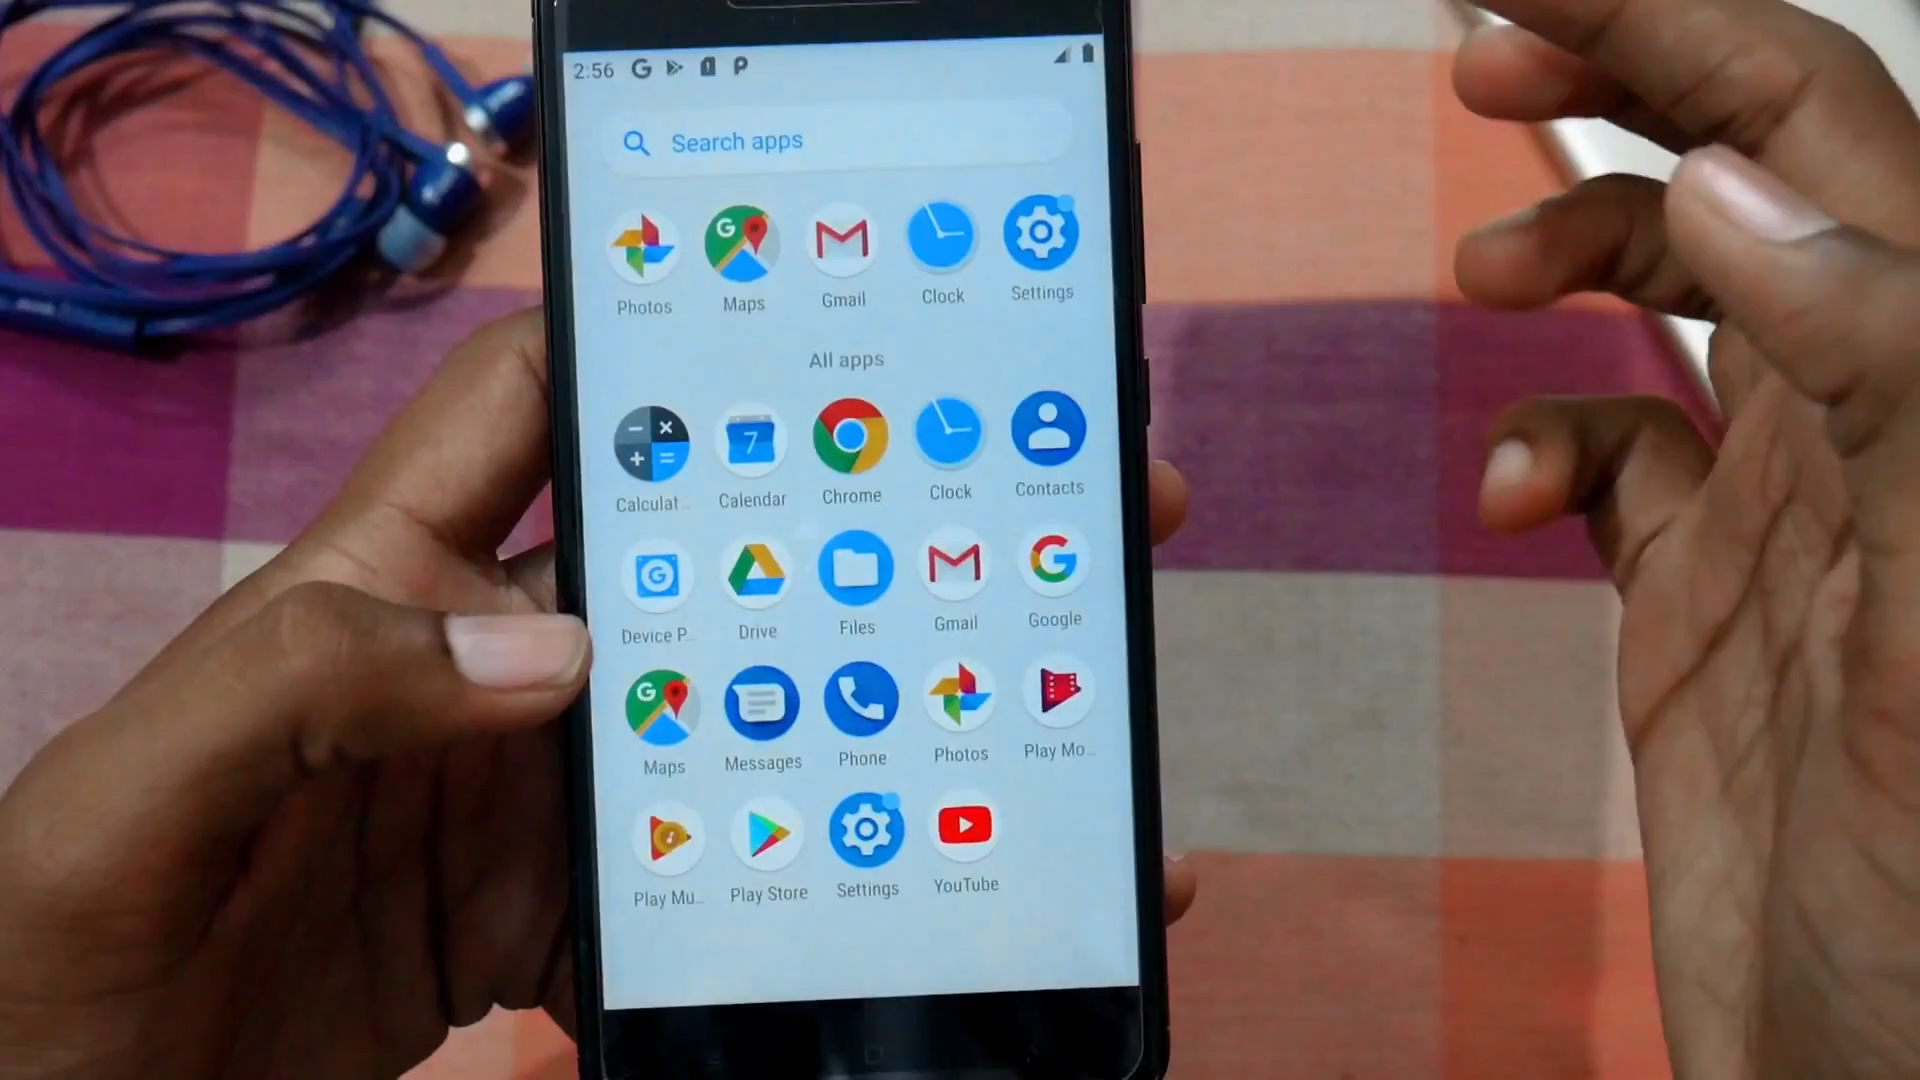 2:56
Search apps
Photos Maps Gmail Clock Settings
All apps
Calculat... Calendar Chrome Clock Contacts
Device P... Drive Files Gmail Google
Maps Messages Phone Photos Play Mo...
Play Mu... Play Store Settings YouTube